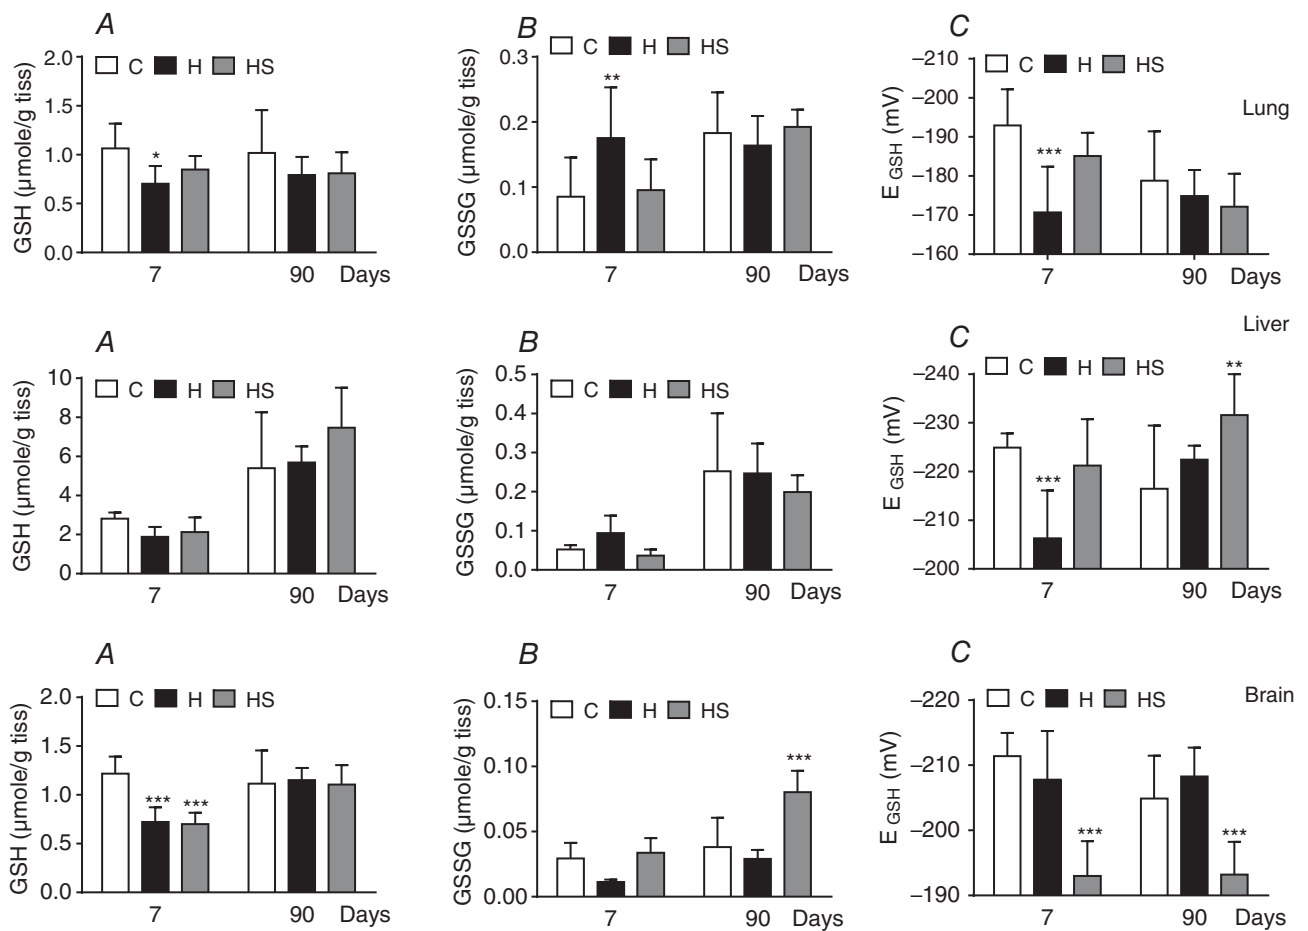 A
B
C
C H HS
C H HS
C H HS
GSH (μmole/g tiss)
2.0
1.5
1.0
0.5
0.0
*
7 90 Days
GSSG (μmole/g tiss)
0.3
0.2
0.1
0.0
**
7 90 Days
E GSH (mV)
–210
–200
–190
–180
–170
–160
***
7 90 Days
Lung
Liver
A
B
C
C H HS
C H HS
C H HS
GSH (μmole/g tiss)
10
8
6
4
2
0
7 90 Days
GSSG (μmole/g tiss)
0.5
0.4
0.3
0.2
0.1
0.0
7 90 Days
E GSH (mV)
–240
–230
–220
–210
–200
***
**
7 90 Days
A
B
C
Brain
C H HS
C H HS
C H HS
GSH (μmole/g tiss)
2.0
1.5
1.0
0.5
0.0
*** ***
7 90 Days
GSSG (μmole/g tiss)
0.15
0.10
0.05
0.00
***
7 90 Days
E GSH (mV)
–220
–210
–200
–190
*** ***
7 90 Days